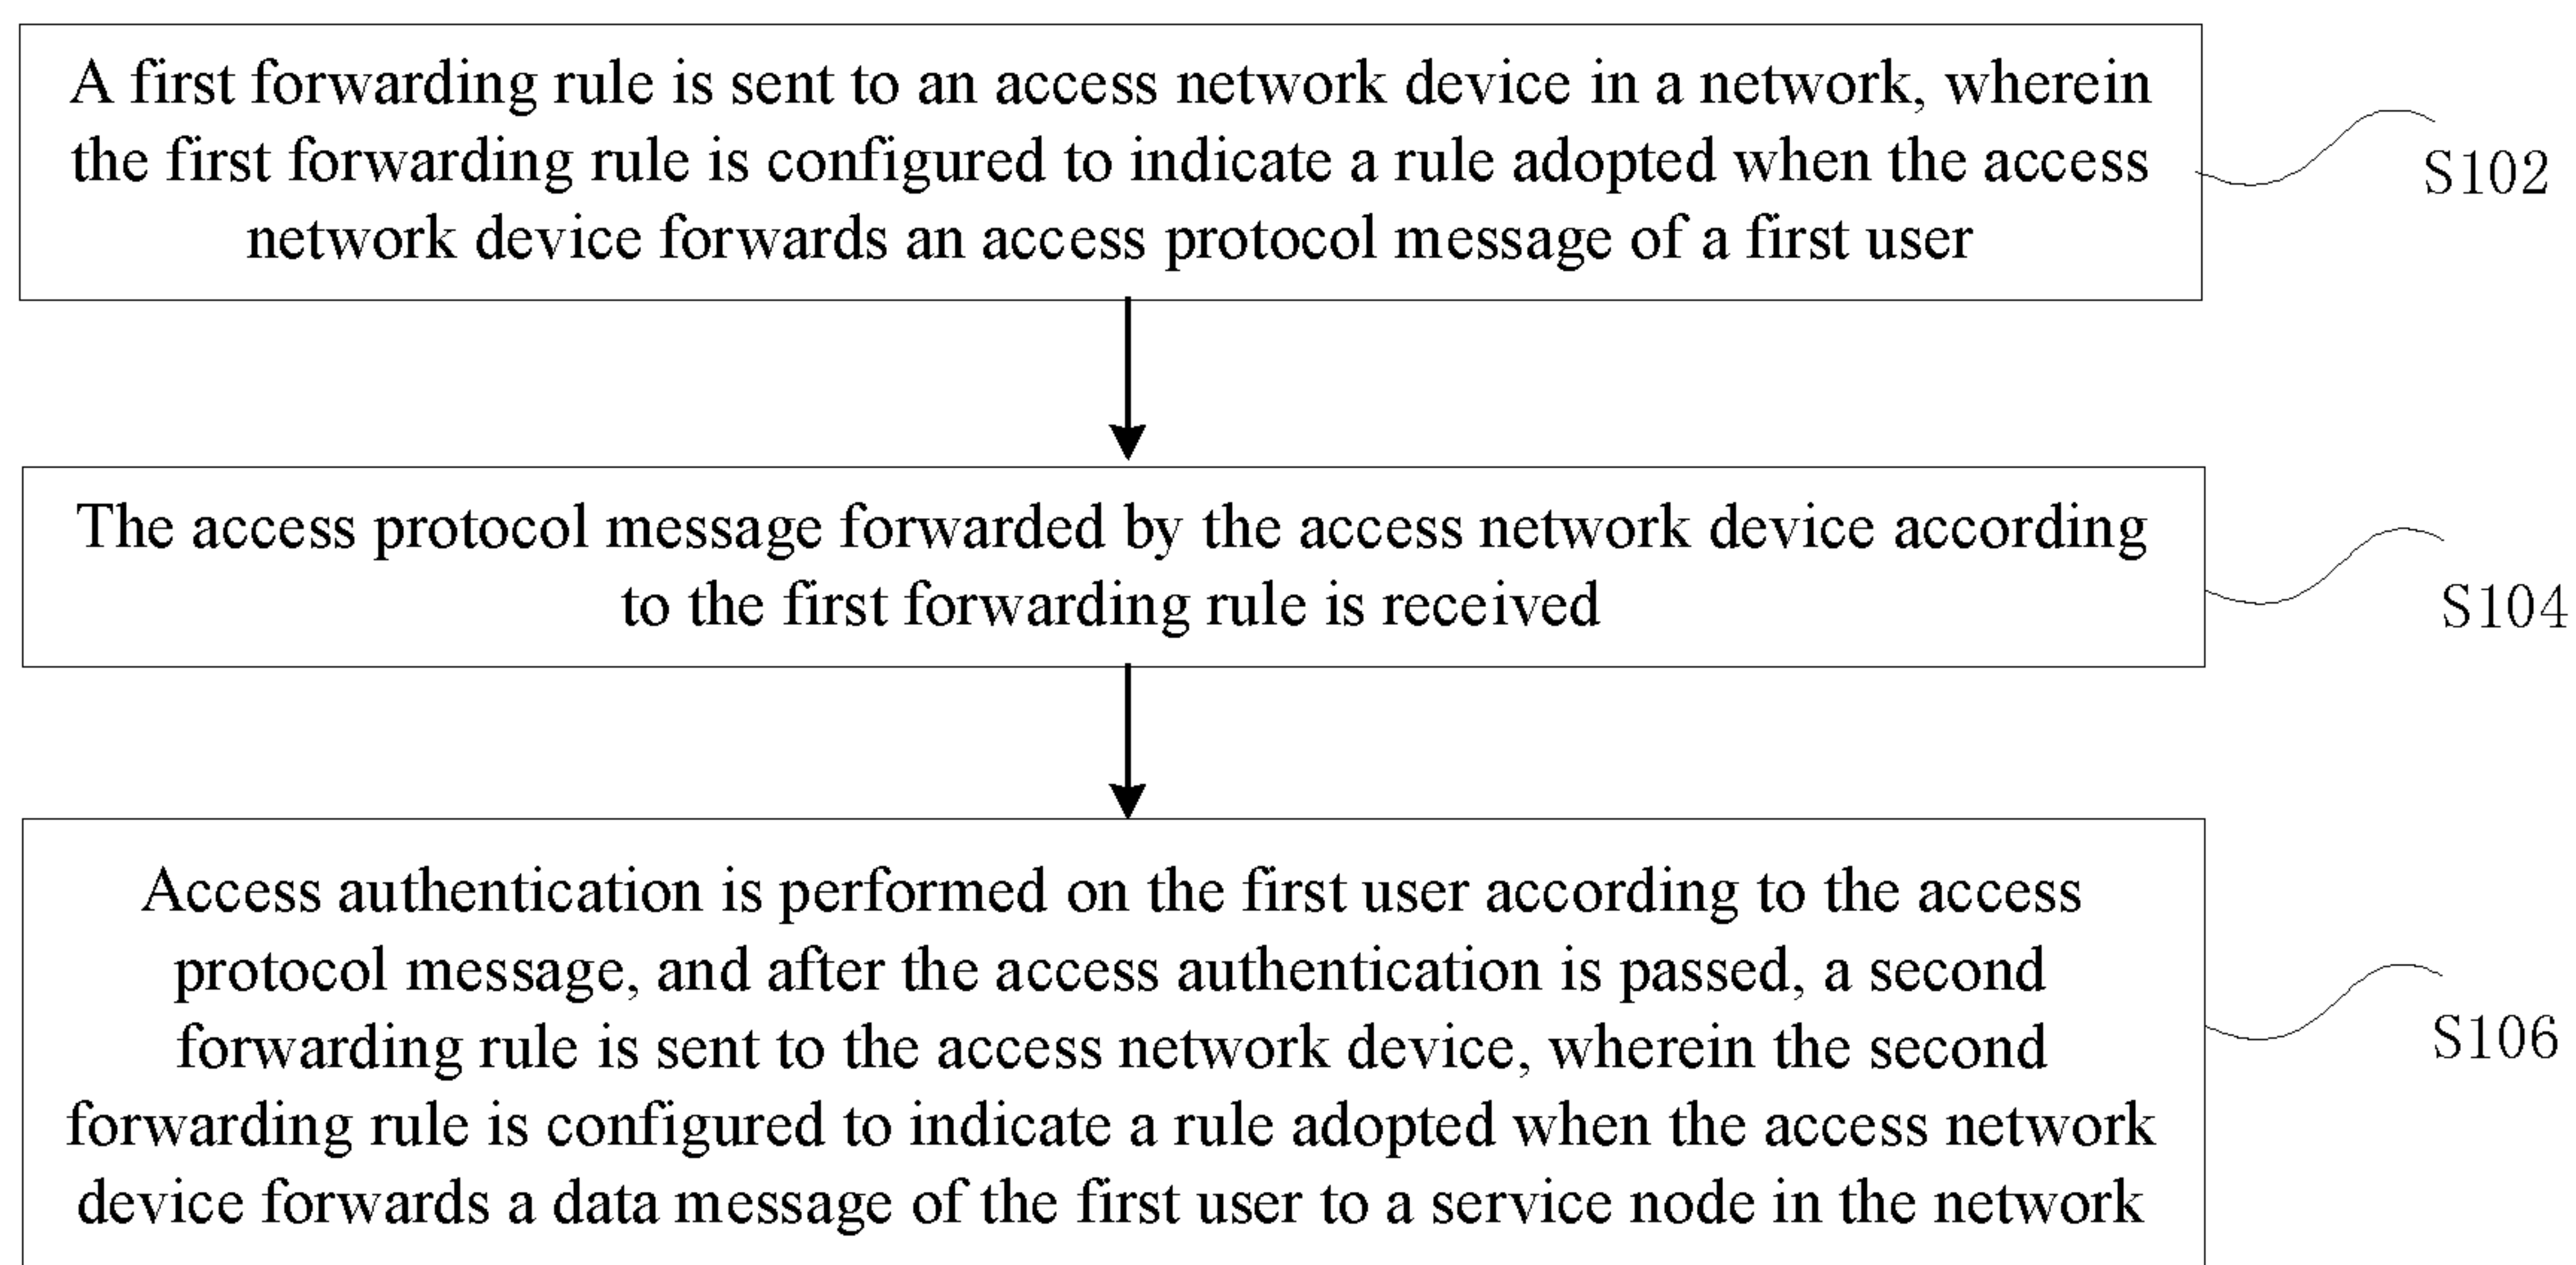 A first forwarding rule is sent to an access network device in a network, wherein
the first forwarding rule is configured to indicate a rule adopted when the access
network device forwards an access protocol message of a first user
S102
The access protocol message forwarded by the access network device according
to the first forwarding rule is received
S104
Access authentication is performed on the first user according to the access
protocol message, and after the access authentication is passed, a second
forwarding rule is sent to the access network device, wherein the second
forwarding rule is configured to indicate a rule adopted when the access network
device forwards a data message of the first user to a service node in the network
S106